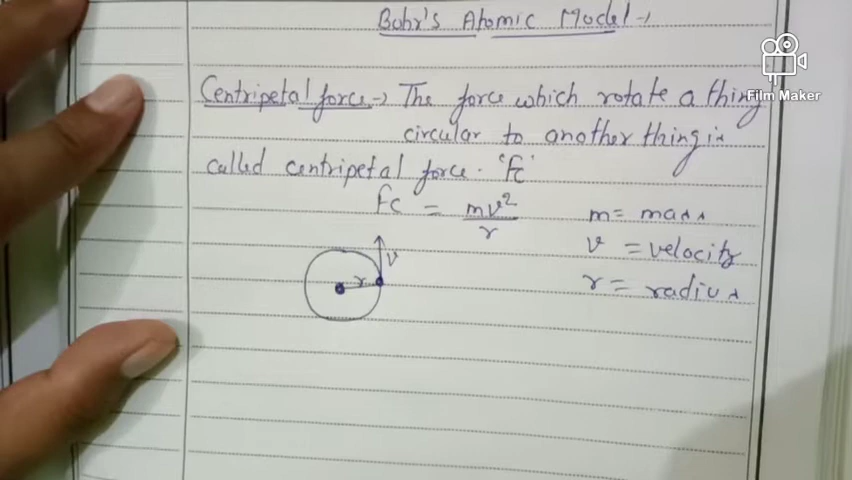 Bohr's Atomic Model-)
Film Maker
Centripetal force-) The force which rotate a thing
circular to another thing is
called centripetal force. 'Fc'
Fc = mv²/r
m = mass
v = velocity
r = radius
v
r